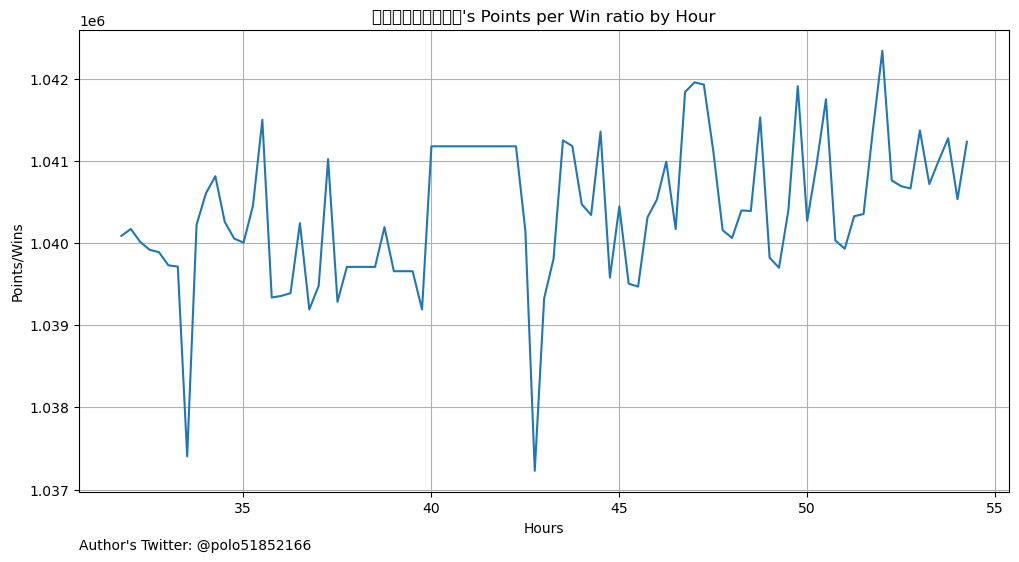 's Points per Win ratio by Hour
1e6
1.042
1.041
1.040
1.039
1.038
1.037
Points/Wins
35
40
45
50
55
Hours
Author's Twitter: @polo51852166